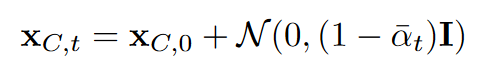 𝐱_{C,t} = 𝐱_{C,0} + 𝒩(0, (1 − ᾱ_t)𝐈)